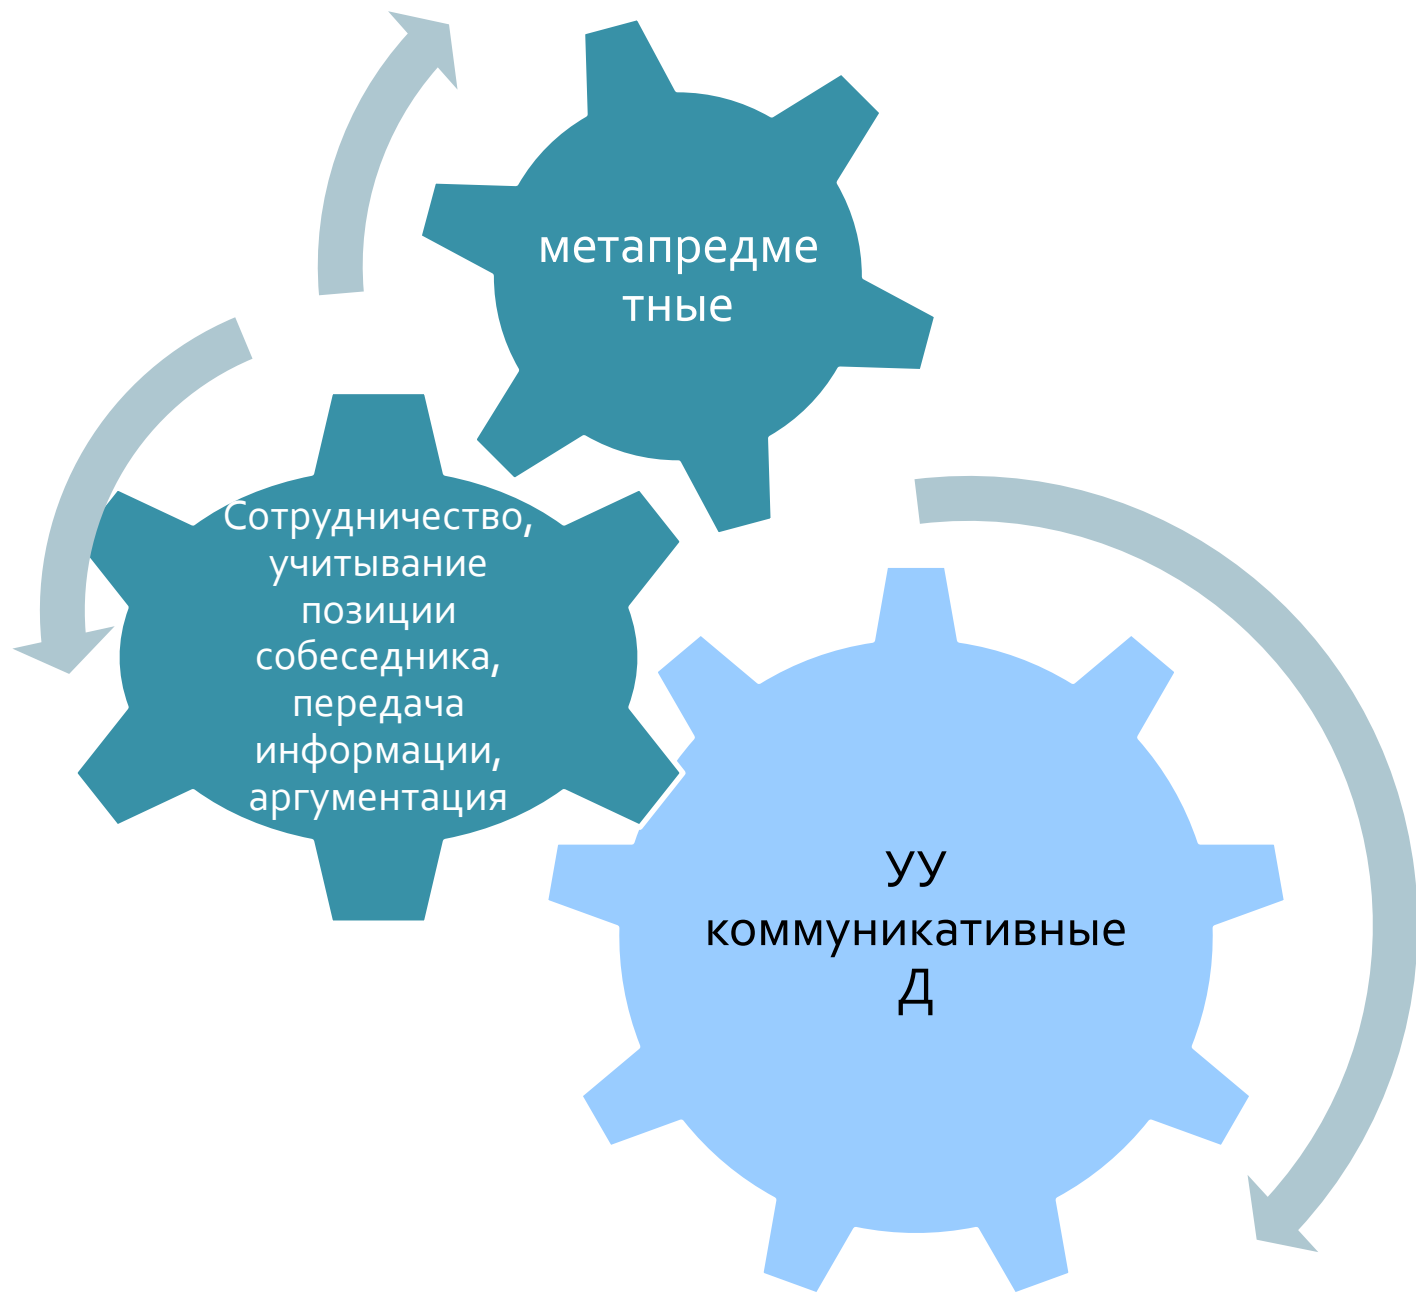 метапредме
тные
Сотрудничество,
учитывание
позиции
собеседника,
передача
информации,
аргументация
УУ
коммуникативные
Д